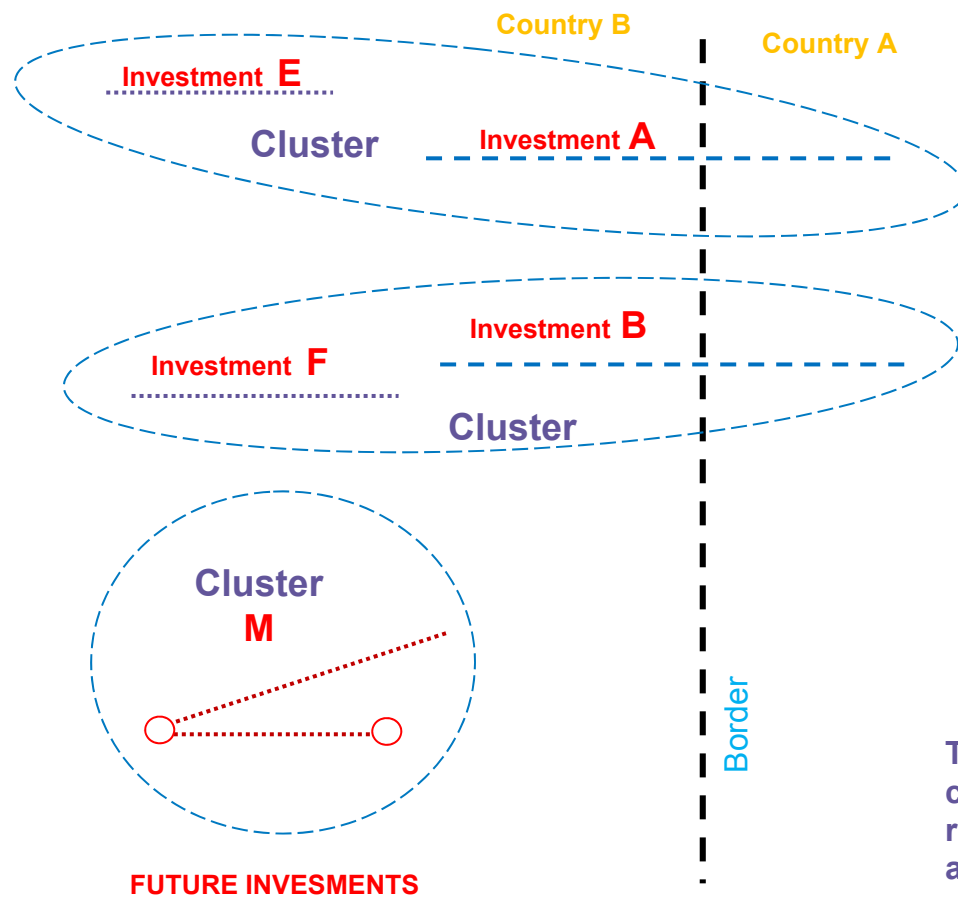 Country B
Country A
Investment E
Cluster
Investment A
Investment B
Investment F
Cluster
Cluster
M
Border
FUTURE INVESMENTS